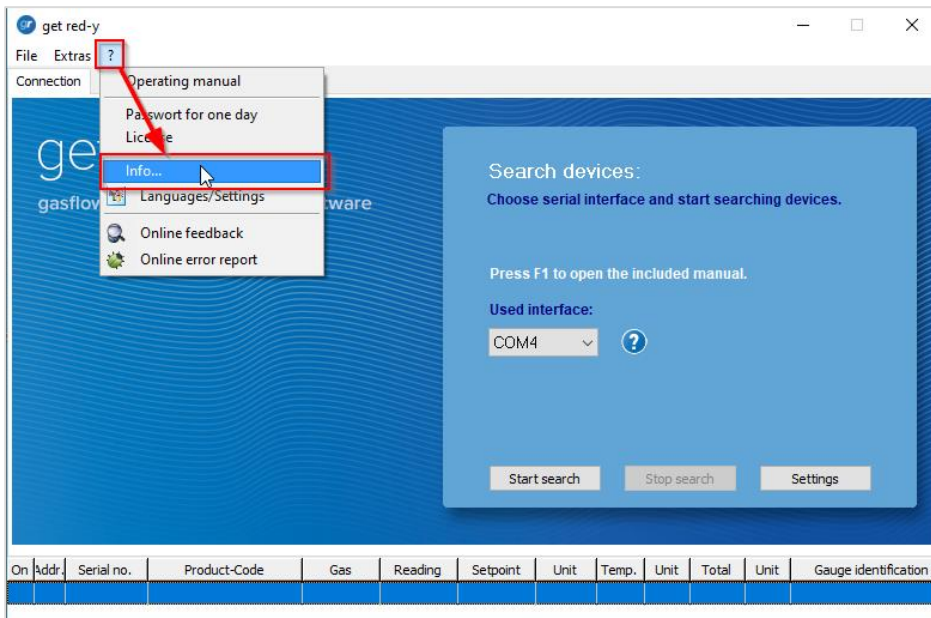 get red-y
File Extras ?
Connection
Operating manual
Passwort for one day
License
Info...
Languages/Settings
Online feedback
Online error report
ge
gasflow
tware
Search devices:
Choose serial interface and start searching devices.
Press F1 to open the included manual.
Used interface:
COM4
?
Start search Stop search Settings
On Addr. Serial no. Product-Code Gas Reading Setpoint Unit Temp. Unit Total Unit Gauge identification